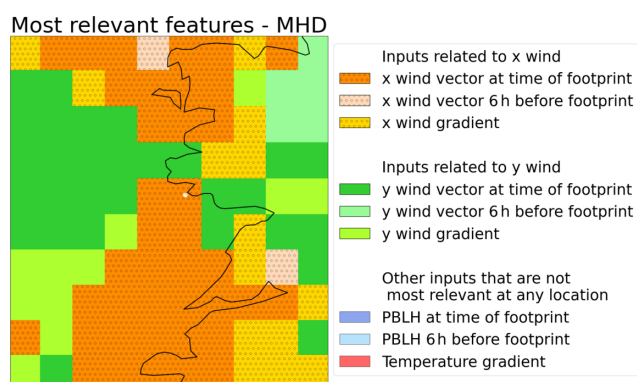 Most relevant features - MHD
Inputs related to x wind
x wind vector at time of footprint
x wind vector 6 h before footprint
x wind gradient
Inputs related to y wind
y wind vector at time of footprint
y wind vector 6 h before footprint
y wind gradient
Other inputs that are not
most relevant at any location
PBLH at time of footprint
PBLH 6 h before footprint
Temperature gradient